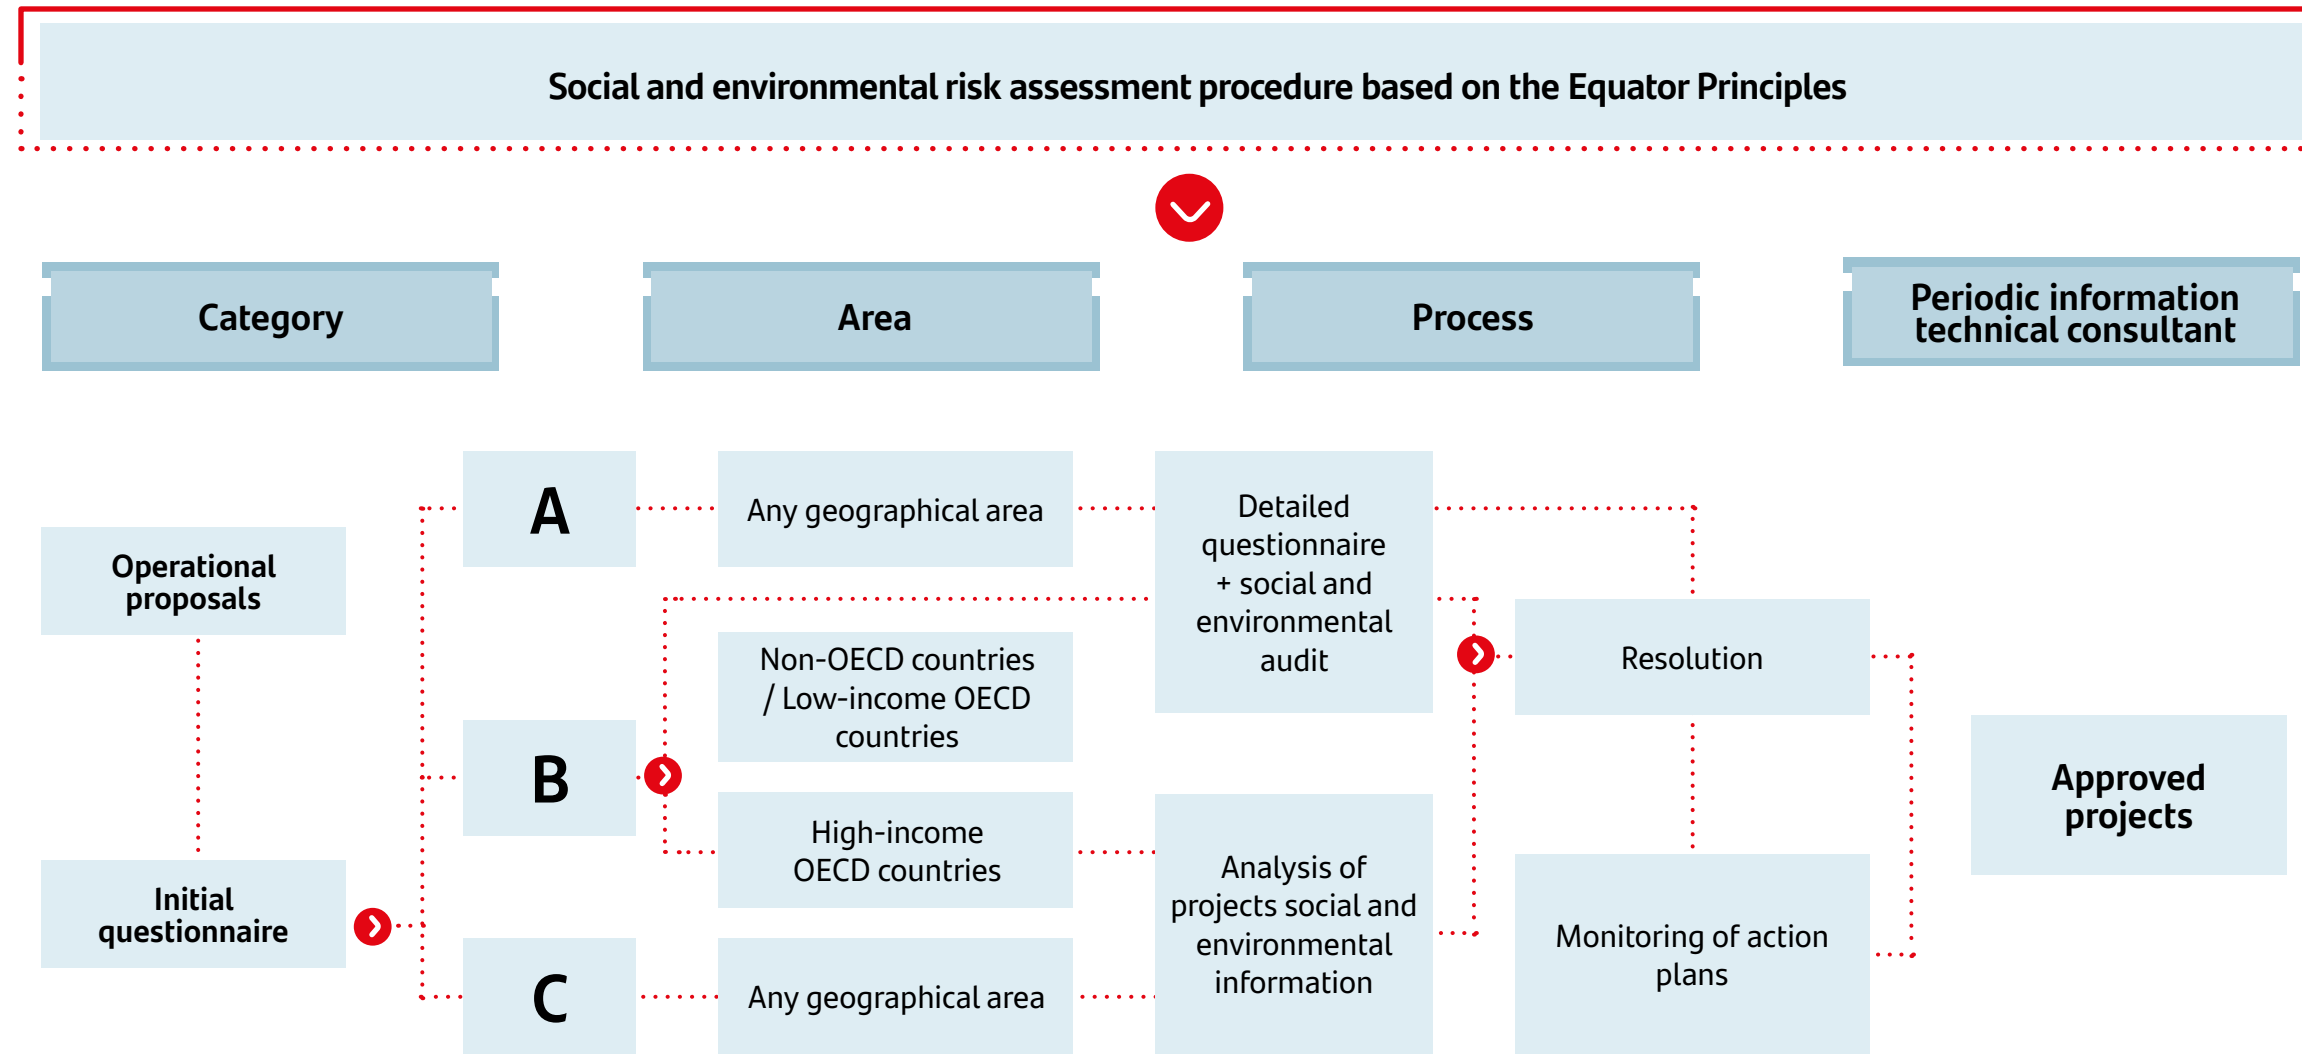 Social and environmental risk assessment procedure based on the Equator Principles
Category
Area
Process
Periodic information
technical consultant
Operational
proposals
Initial
questionnaire
A
B
C
Any geographical area
Non-OECD countries
/ Low-income OECD
countries
High-income
OECD countries
Any geographical area
Detailed
questionnaire
+ social and
environmental
audit
Analysis of
projects social and
environmental
information
Resolution
Monitoring of action
plans
Approved
projects